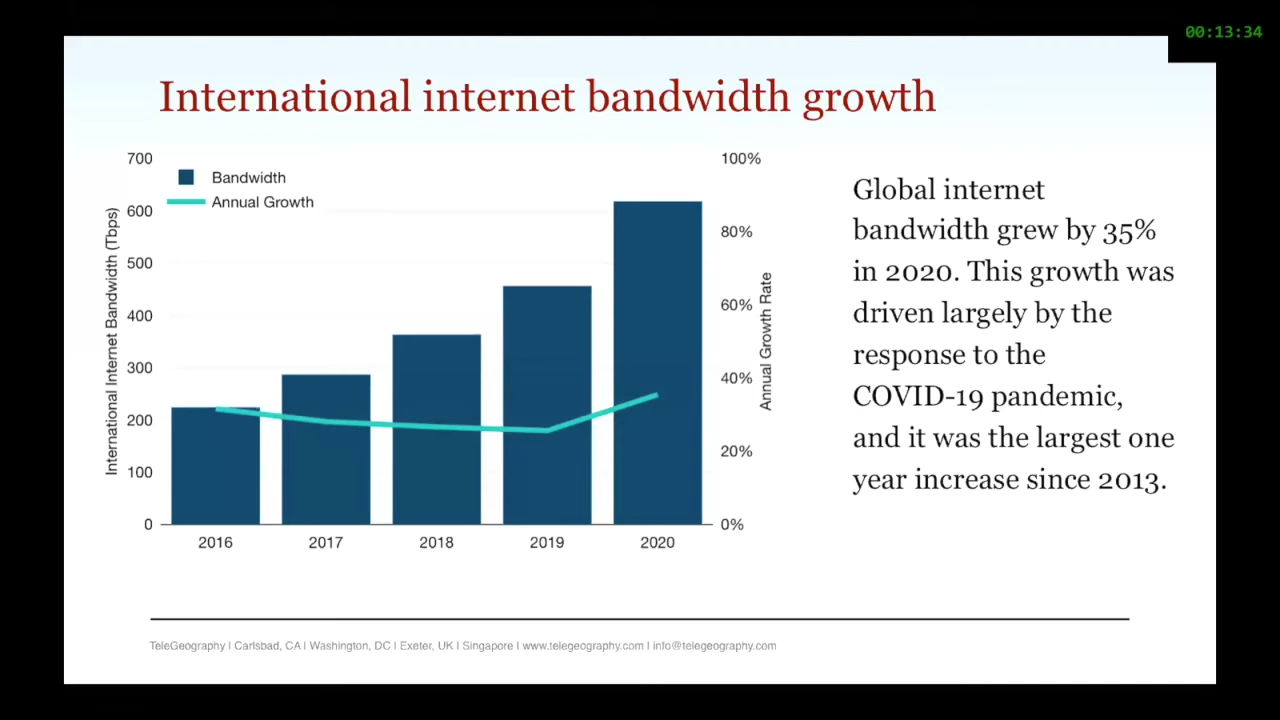 00:13:34
International internet bandwidth growth
Bandwidth
Annual Growth
International Internet Bandwidth (Tbps)
700
600
500
400
300
200
100
0
2016
2017
2018
2019
2020
100%
80%
60%
40%
20%
0%
Annual Growth Rate
Global internet
bandwidth grew by 35%
in 2020. This growth was
driven largely by the
response to the
COVID-19 pandemic,
and it was the largest one
year increase since 2013.
TeleGeography | Carlsbad, CA | Washington, DC | Exeter, UK | Singapore | www.telegeography.com | info@telegeography.com